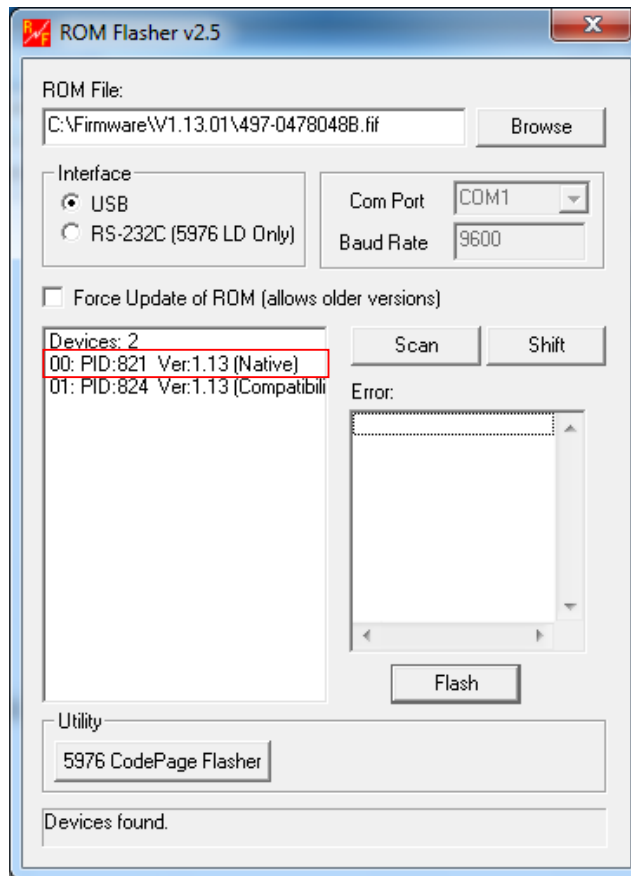 ROM Flasher v2.5
ROM File:
C:\Firmware\V1.13.01\497-0478048B.fif
Browse
Interface
USB
RS-232C (5976 LD Only)
Com Port COM1
Baud Rate 9600
Force Update of ROM (allows older versions)
Devices: 2
00: PID:821 Ver:1.13 (Native)
01: PID:824 Ver:1.13 (Compatibili
Scan
Shift
Error:
Flash
Utility
5976 CodePage Flasher
Devices found.